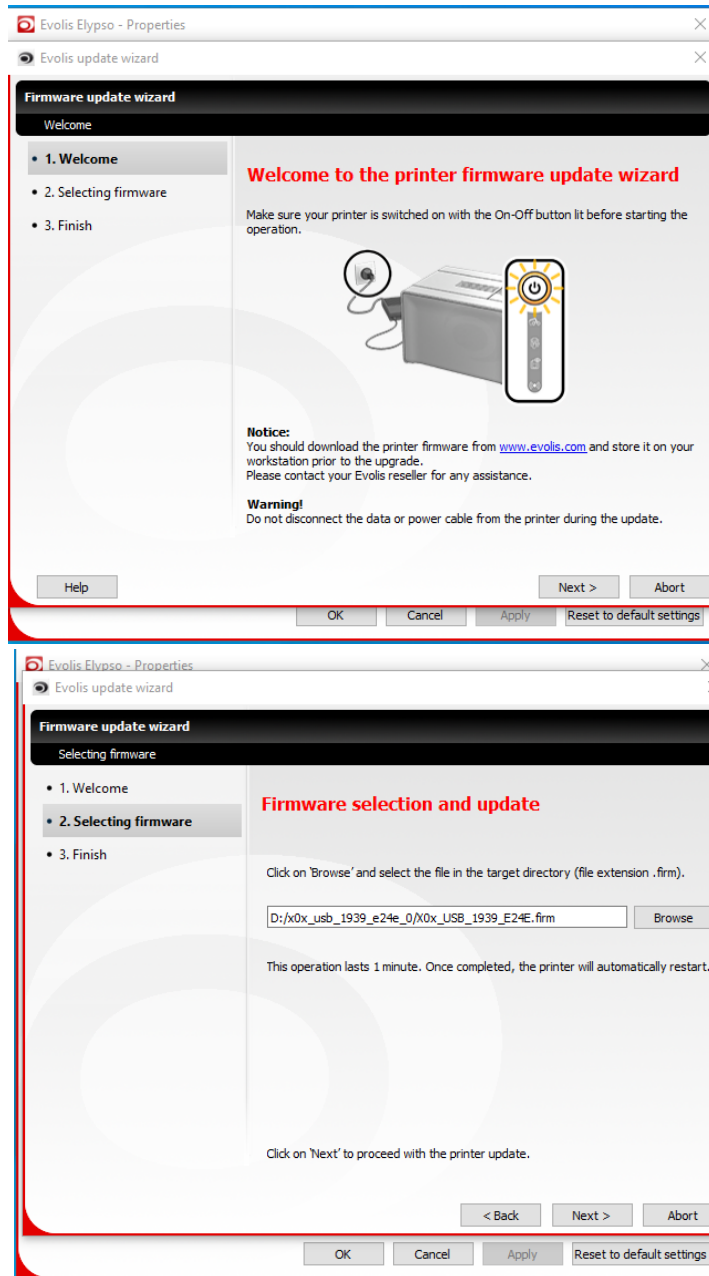 Evolis Elypso - Properties
Evolis update wizard
Firmware update wizard
Welcome
• 1. Welcome
• 2. Selecting firmware
• 3. Finish
Welcome to the printer firmware update wizard
Make sure your printer is switched on with the On-Off button lit before starting the
operation.
Notice:
You should download the printer firmware from www.evolis.com and store it on your
workstation prior to the upgrade.
Please contact your Evolis reseller for any assistance.
Warning!
Do not disconnect the data or power cable from the printer during the update.
Help
Next >
Abort
OK
Cancel
Apply
Reset to default settings
Evolis Elypso - Properties
Evolis update wizard
Firmware update wizard
Selecting firmware
• 1. Welcome
• 2. Selecting firmware
• 3. Finish
Firmware selection and update
Click on 'Browse' and select the file in the target directory (file extension .firm).
D:/x0x_usb_1939_e24e_0/X0x_USB_1939_E24E.firm
Browse
This operation lasts 1 minute. Once completed, the printer will automatically restart.
Click on 'Next' to proceed with the printer update.
< Back
Next >
Abort
OK
Cancel
Apply
Reset to default settings